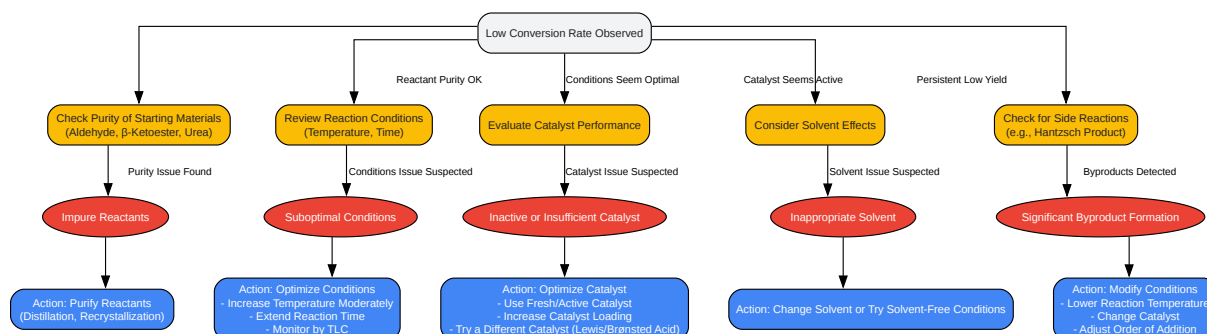 Low Conversion Rate Observed
Reactant Purity OK
Conditions Seem Optimal
Catalyst Seems Active
Persistent Low Yield
Check Purity of Starting Materials
(Aldehyde, β-Ketoester, Urea)
Review Reaction Conditions
(Temperature, Time)
Evaluate Catalyst Performance
Consider Solvent Effects
Check for Side Reactions
(e.g., Hantzsch Product)
Purity Issue Found
Conditions Issue Suspected
Catalyst Issue Suspected
Solvent Issue Suspected
Byproducts Detected
Impure Reactants
Suboptimal Conditions
Inactive or Insufficient Catalyst
Inappropriate Solvent
Significant Byproduct Formation
Action: Purify Reactants
(Distillation, Recrystallization)
Action: Optimize Conditions
- Increase Temperature Moderately
- Extend Reaction Time
- Monitor by TLC
Action: Optimize Catalyst
- Use Fresh/Active Catalyst
- Increase Catalyst Loading
- Try a Different Catalyst (Lewis/Brønsted Acid)
Action: Change Solvent or Try Solvent-Free Conditions
Action: Modify Conditions
- Lower Reaction Temperature
- Change Catalyst
- Adjust Order of Addition